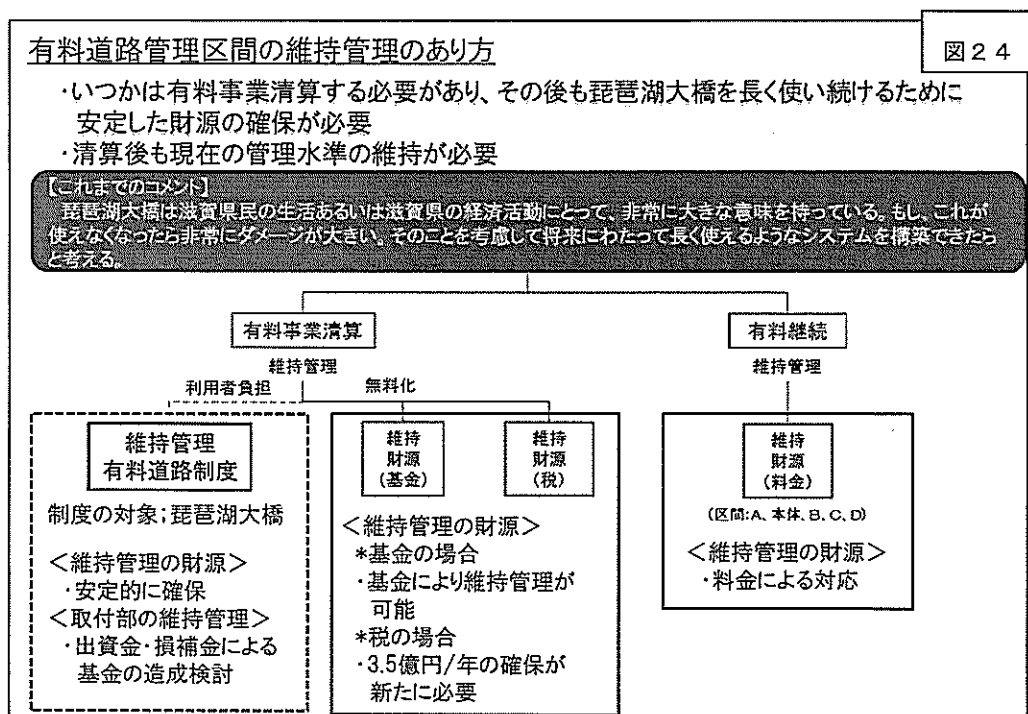 図24
有料道路管理区間の維持管理のあり方
・いつかは有料事業清算する必要があり、その後も琵琶湖大橋を長く使い続けるために
安定した財源の確保が必要
・清算後も現在の管理水準の維持が必要
【これまでのコメント】
琵琶湖大橋は滋賀県民の生活あるいは滋賀県の経済活動にとって、非常に大きな意味を持っている。もし、これが
使えなくなったら非常にダメージが大きい。そのことを考慮して将来にわたって長く使えるようなシステムを構築できたら
と考える。
有料事業清算
維持管理
利用者負担
無料化
維持管理
有料道路制度
制度の対象;琵琶湖大橋
<維持管理の財源>
・安定的に確保
<取付部の維持管理>
・出資金・損補金による
基金の造成検討
維持
財源
(基金)
維持
財源
(税)
<維持管理の財源>
*基金の場合
・基金により維持管理が
可能
*税の場合
・3.5億円/年の確保が
新たに必要
有料継続
維持管理
維持
財源
(料金)
(区間:A、本体、B、C、D)
<維持管理の財源>
・料金による対応